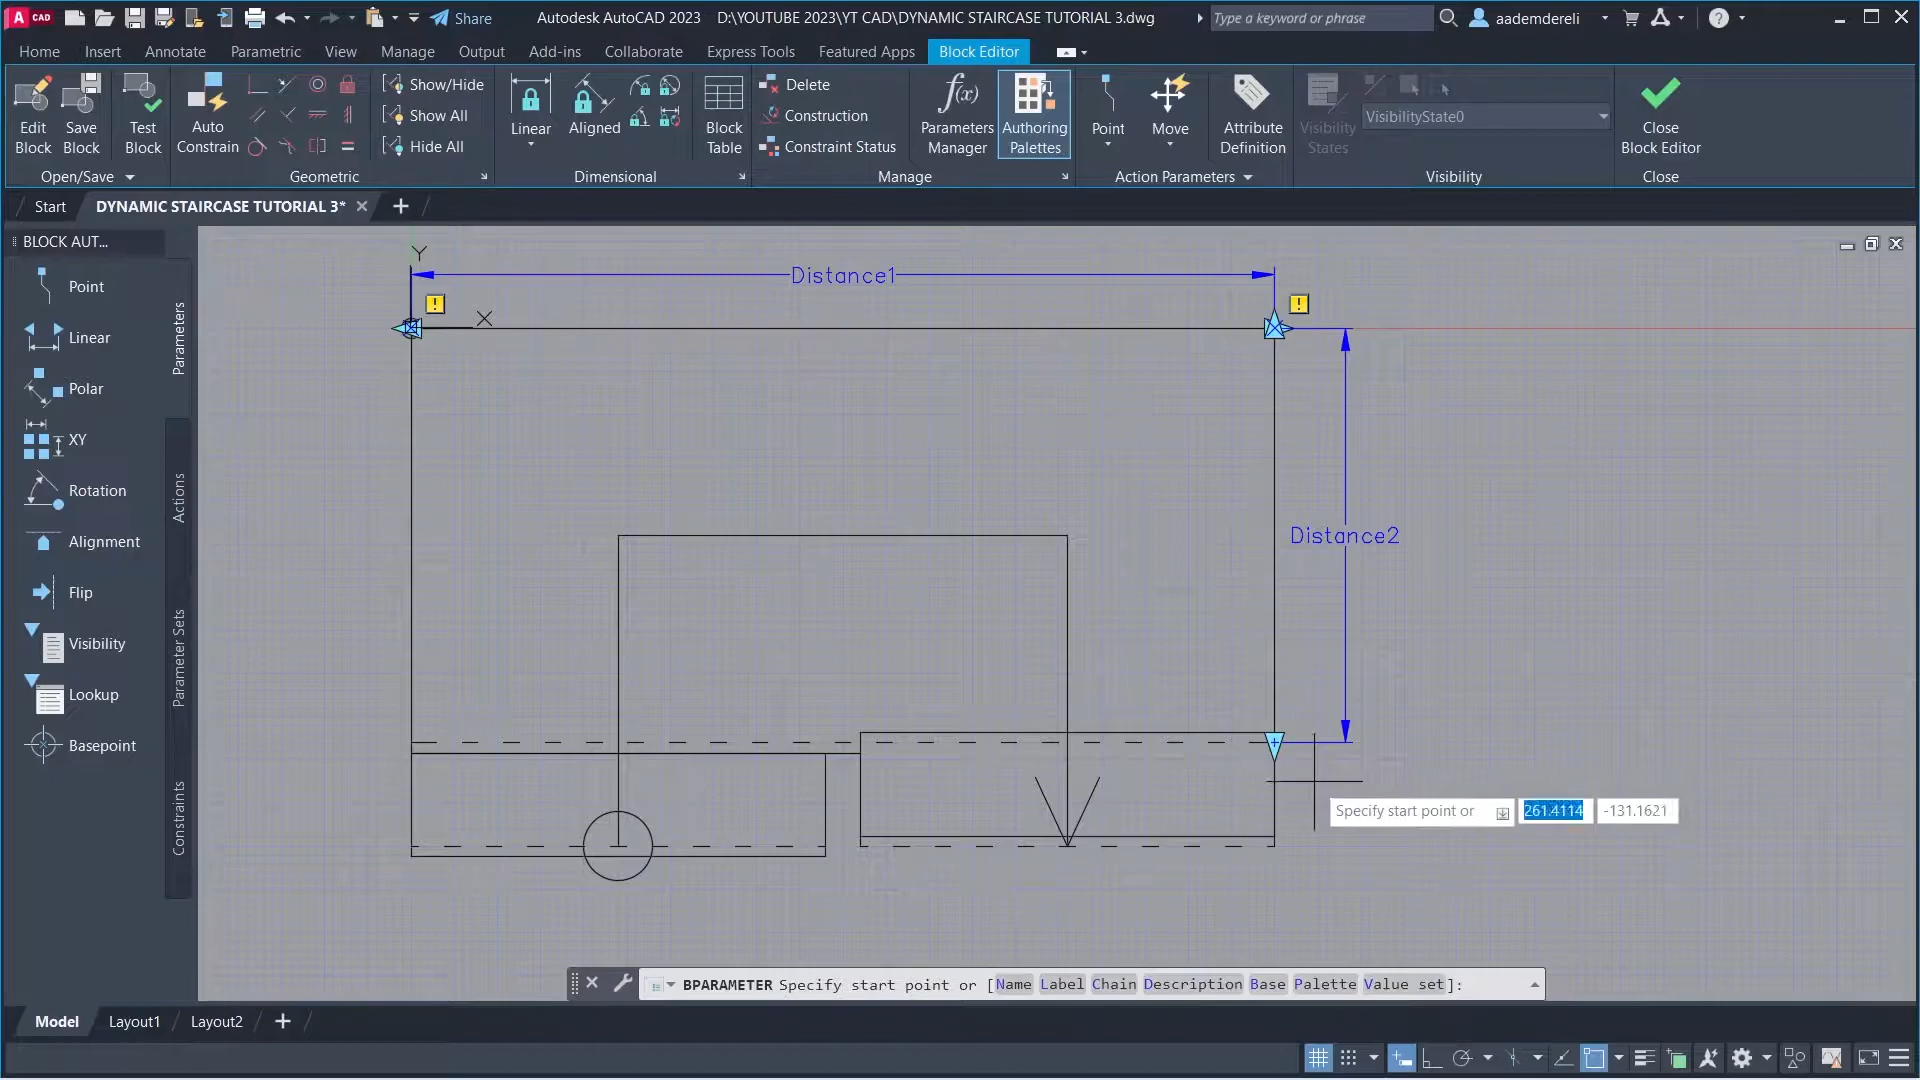 CAD
Share
Autodesk AutoCAD 2023 D:\YOUTUBE 2023\YT CAD\DYNAMIC STAIRCASE TUTORIAL 3.dwg
Type a keyword or phrase
aademdereli
Home Insert Annotate Parametric View Manage Output Add-ins Collaborate Express Tools Featured Apps Block Editor
Edit Block
Save Block
Test Block
Open/Save
Auto Constrain
Geometric
Show/Hide
Show All
Hide All
Linear
Aligned
Dimensional
Block Table
Delete
Construction
Constraint Status
Manage
f(x)
Parameters Manager
Authoring Palettes
Point
Move
Action Parameters
Attribute Definition
Visibility States
VisibilityState0
Visibility
Close Block Editor
Close
Start
DYNAMIC STAIRCASE TUTORIAL 3*
BLOCK AUT...
Point
Linear
Polar
XY
Rotation
Alignment
Flip
Visibility
Lookup
Basepoint
Parameters
Actions
Parameter Sets
Constraints
Y
X
Distance1
Distance2
Specify start point or 261.4114 -131.1621
BPARAMETER Specify start point or [Name Label Chain Description Base Palette Value set]:
Model Layout1 Layout2